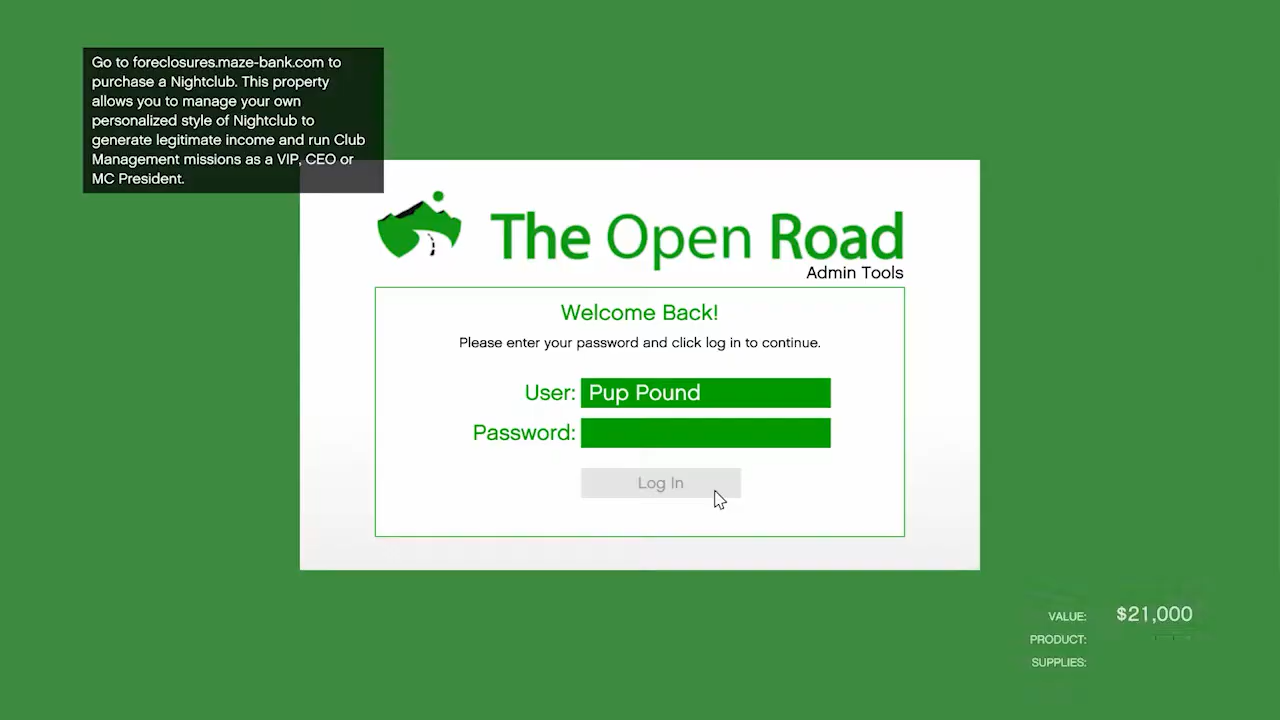 Go to foreclosures.maze-bank.com to
purchase a Nightclub. This property
allows you to manage your own
personalized style of Nightclub to
generate legitimate income and run Club
Management missions as a VIP, CEO or
MC President.
The Open Road
Admin Tools
Welcome Back!
Please enter your password and click log in to continue.
User: Pup Pound
Password:
Log In
VALUE: $21,000
PRODUCT:
SUPPLIES: